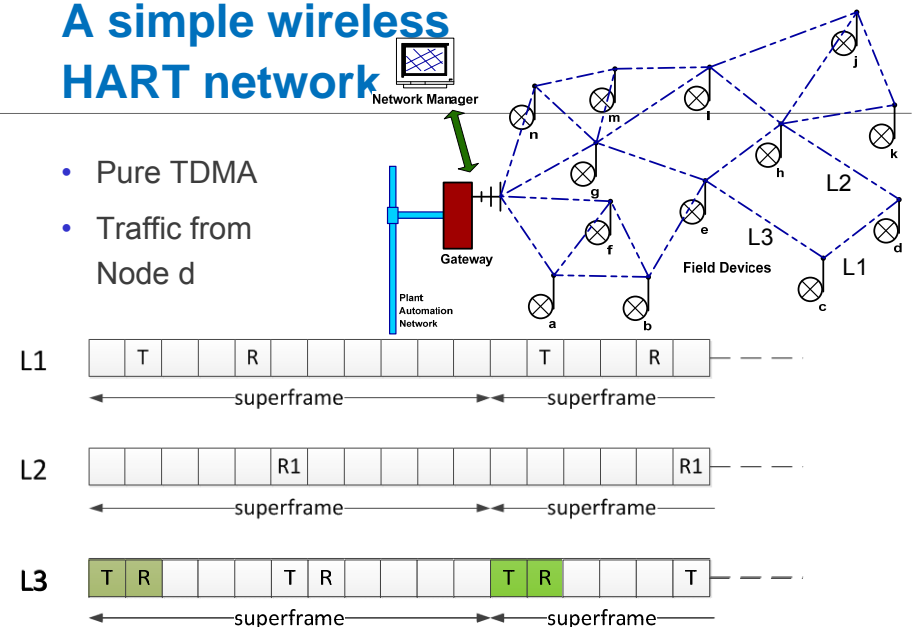 A simple wireless
HART network
Network Manager
• Pure TDMA
• Traffic from
Node d
Gateway
Plant
Automation
Network
n
m
l
j
k
g
h
f
e
d
a
b
c
L2
L3
L1
Field Devices
L1 T R T R
superframe superframe
L2 R1 R1
superframe superframe
L3 T R T R T R T
superframe superframe